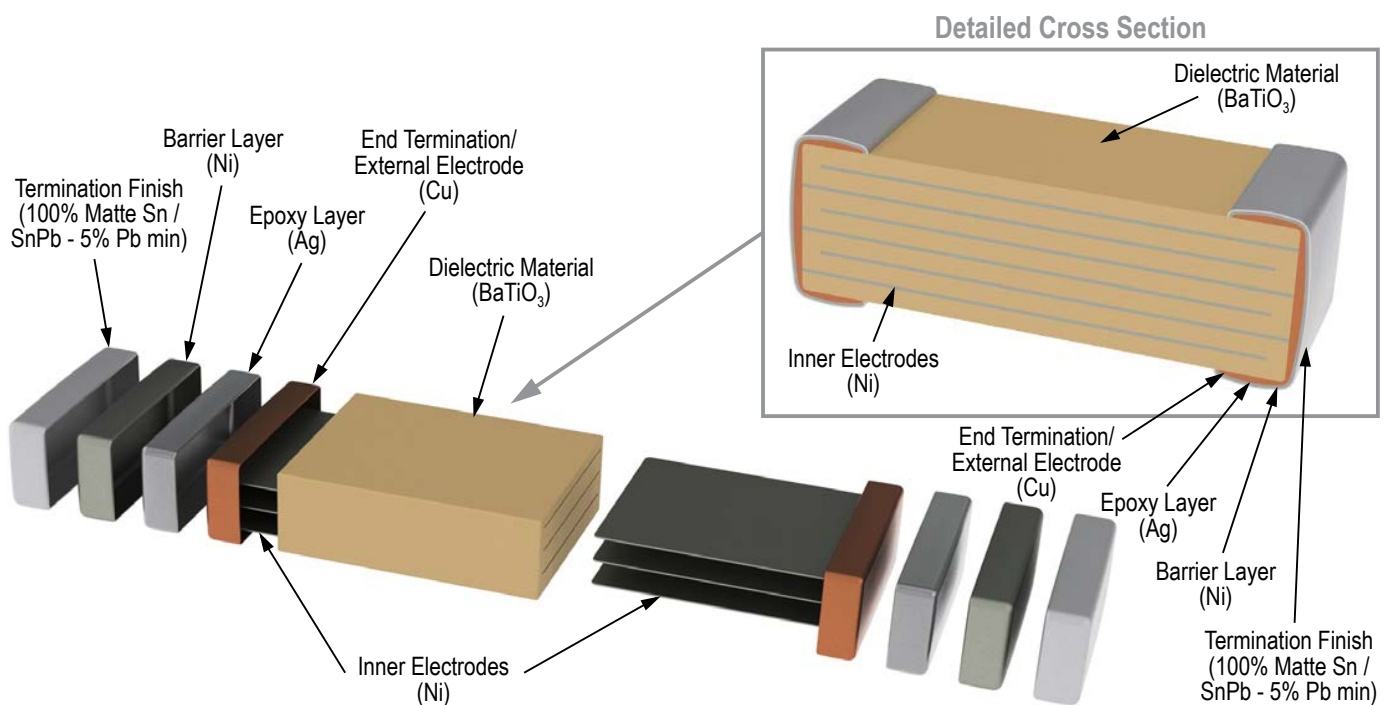 Detailed Cross Section
Dielectric Material
(BaTiO₃)
Inner Electrodes
(Ni)
End Termination/
External Electrode
(Cu)
Epoxy Layer
(Ag)
Barrier Layer
(Ni)
Termination Finish
(100% Matte Sn /
SnPb - 5% Pb min)
Termination Finish
(100% Matte Sn /
SnPb - 5% Pb min)
Barrier Layer
(Ni)
Epoxy Layer
(Ag)
End Termination/
External Electrode
(Cu)
Dielectric Material
(BaTiO₃)
Inner Electrodes
(Ni)